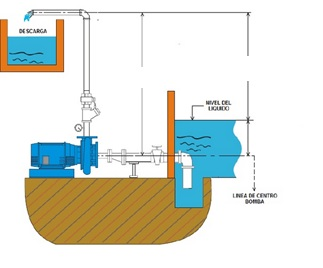 DESCARGA
NIVEL DEL
LIQUIDO
LINEA DE CENTRO
BOMBA